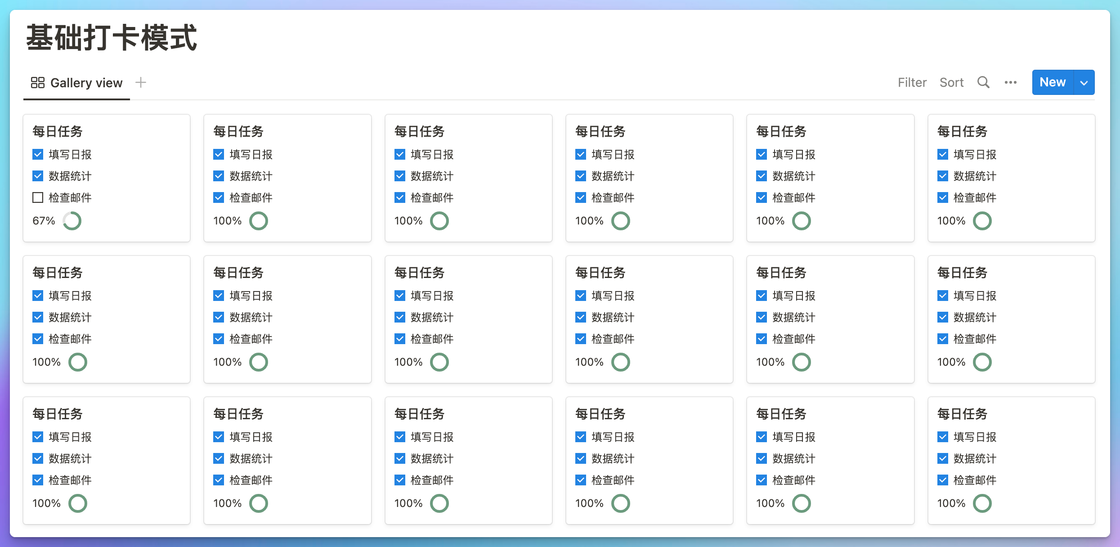 基础打卡模式
Gallery view
Filter Sort New
每日任务 每日任务 每日任务 每日任务 每日任务 每日任务
填写日报 填写日报 填写日报 填写日报 填写日报 填写日报
数据统计 数据统计 数据统计 数据统计 数据统计 数据统计
检查邮件 检查邮件 检查邮件 检查邮件 检查邮件 检查邮件
67% 100% 100% 100% 100% 100%
每日任务 每日任务 每日任务 每日任务 每日任务 每日任务
填写日报 填写日报 填写日报 填写日报 填写日报 填写日报
数据统计 数据统计 数据统计 数据统计 数据统计 数据统计
检查邮件 检查邮件 检查邮件 检查邮件 检查邮件 检查邮件
100% 100% 100% 100% 100% 100%
每日任务 每日任务 每日任务 每日任务 每日任务 每日任务
填写日报 填写日报 填写日报 填写日报 填写日报 填写日报
数据统计 数据统计 数据统计 数据统计 数据统计 数据统计
检查邮件 检查邮件 检查邮件 检查邮件 检查邮件 检查邮件
100% 100% 100% 100% 100% 100%